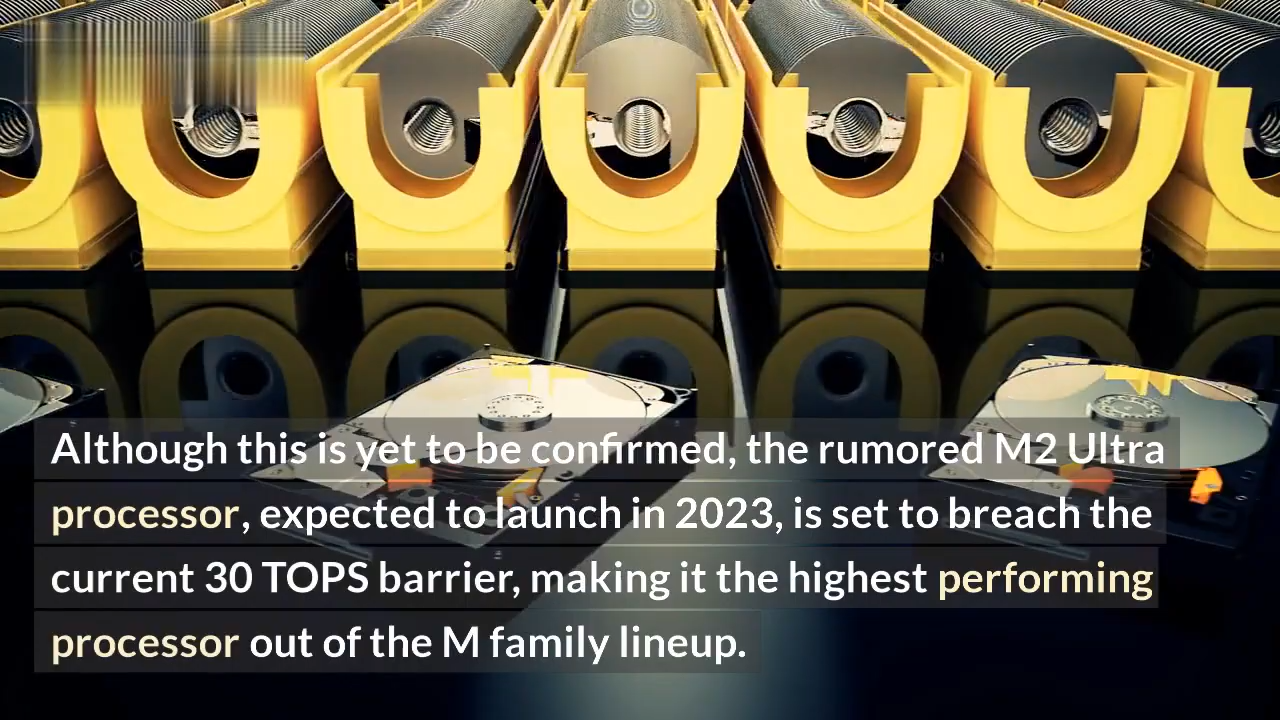 Although this is yet to be confirmed, the rumored M2 Ultra
processor, expected to launch in 2023, is set to breach the
current 30 TOPS barrier, making it the highest performing
processor out of the M family lineup.